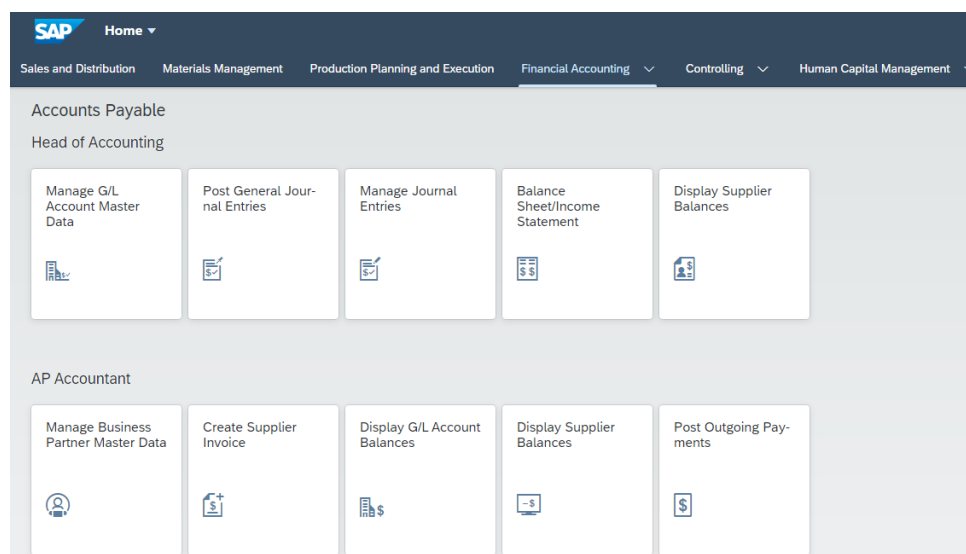 SAP Home
Sales and Distribution Materials Management Production Planning and Execution Financial Accounting Controlling Human Capital Management
Accounts Payable
Head of Accounting
Manage G/L
Account Master
Data
Post General Jour-
nal Entries
Manage Journal
Entries
Balance
Sheet/Income
Statement
Display Supplier
Balances
AP Accountant
Manage Business
Partner Master Data
Create Supplier
Invoice
Display G/L Account
Balances
Display Supplier
Balances
Post Outgoing Pay-
ments